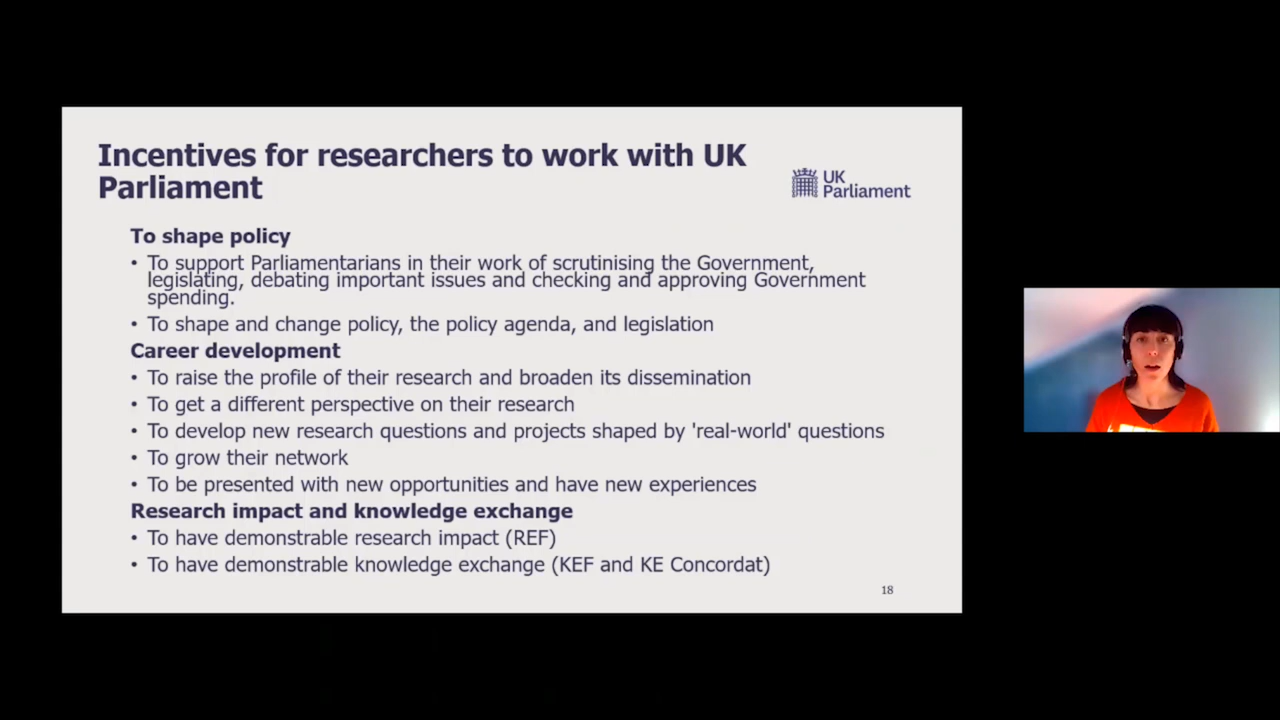 Incentives for researchers to work with UK
Parliament
UK
Parliament
To shape policy
• To support Parliamentarians in their work of scrutinising the Government,
legislating, debating important issues and checking and approving Government
spending.
• To shape and change policy, the policy agenda, and legislation
Career development
• To raise the profile of their research and broaden its dissemination
• To get a different perspective on their research
• To develop new research questions and projects shaped by 'real-world' questions
• To grow their network
• To be presented with new opportunities and have new experiences
Research impact and knowledge exchange
• To have demonstrable research impact (REF)
• To have demonstrable knowledge exchange (KEF and KE Concordat)
18